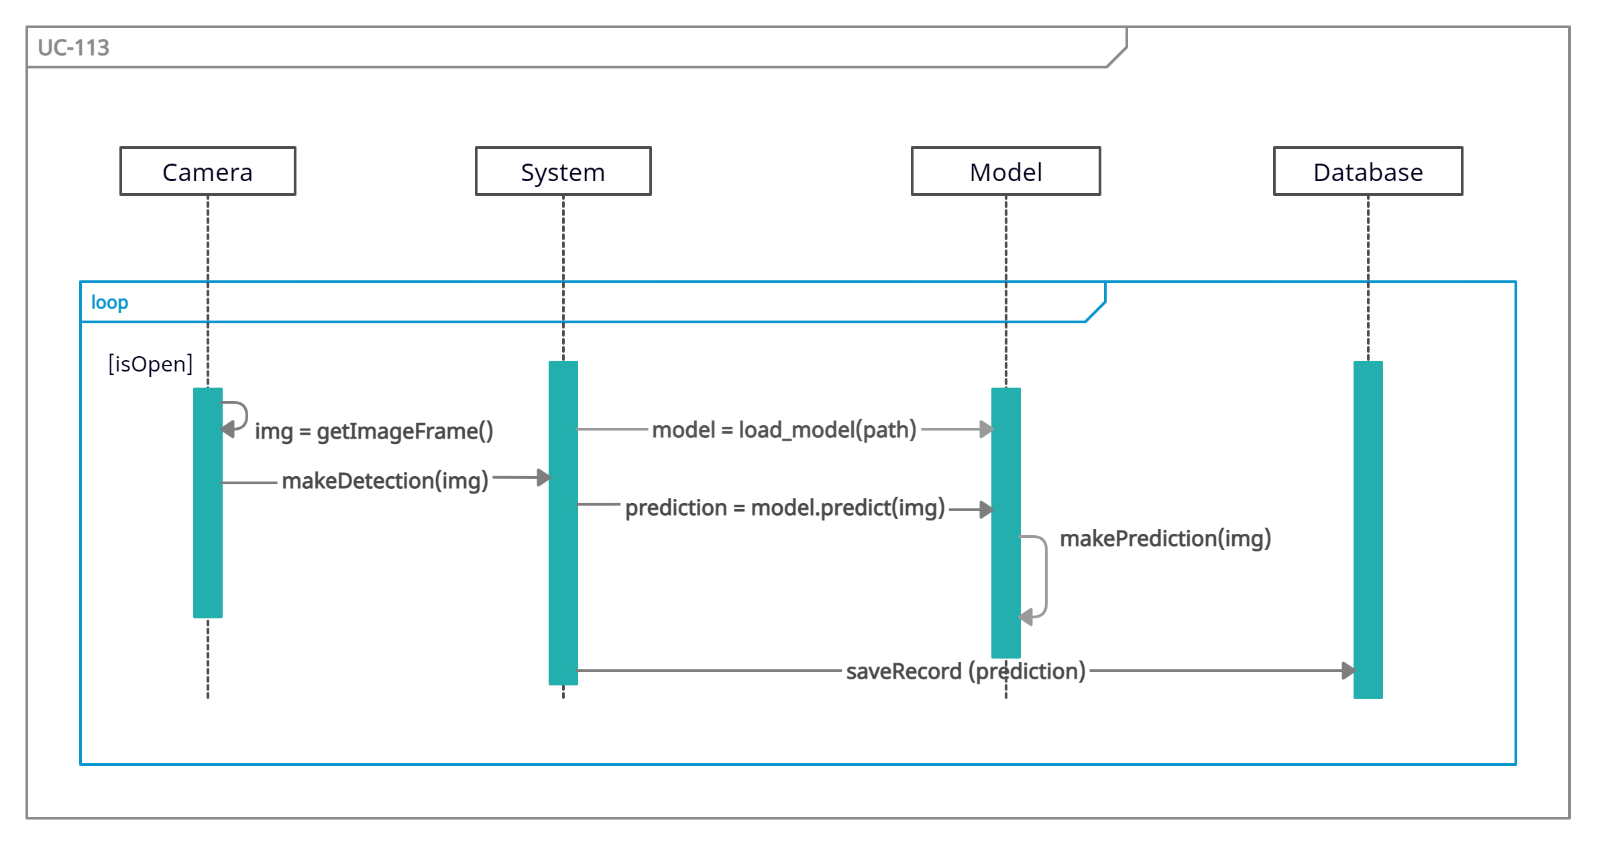 UC-113
Camera
System
Model
Database
loop
[isOpen]
img = getImageFrame()
model = load_model(path)
makeDetection(img)
prediction = model.predict(img)
makePrediction(img)
saveRecord (prediction)